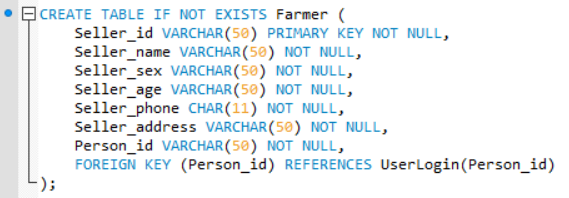 CREATE TABLE IF NOT EXISTS Farmer (
Seller_id VARCHAR(50) PRIMARY KEY NOT NULL,
Seller_name VARCHAR(50) NOT NULL,
Seller_sex VARCHAR(50) NOT NULL,
Seller_age VARCHAR(50) NOT NULL,
Seller_phone CHAR(11) NOT NULL,
Seller_address VARCHAR(50) NOT NULL,
Person_id VARCHAR(50) NOT NULL,
FOREIGN KEY (Person_id) REFERENCES UserLogin(Person_id)
);